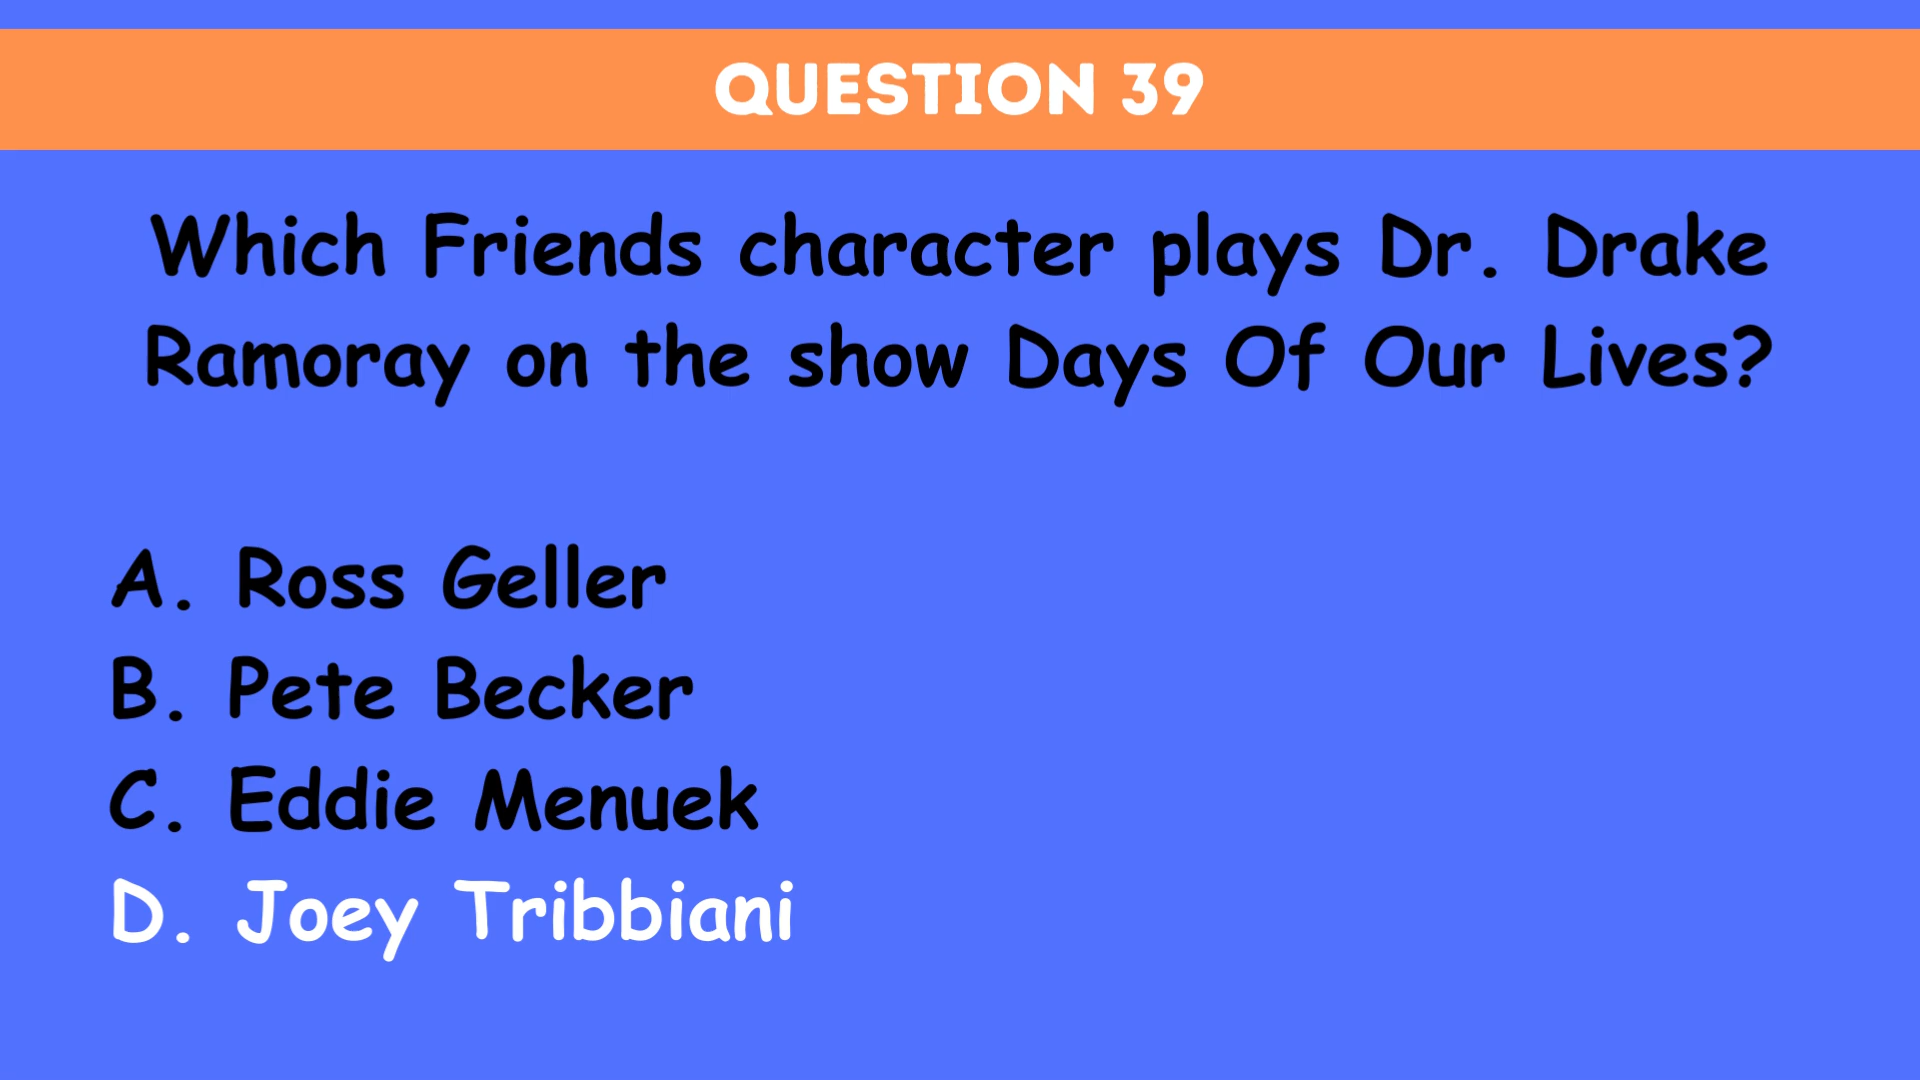 QUESTION 39
Which Friends character plays Dr. Drake
Ramoray on the show Days Of Our Lives?
A. Ross Geller
B. Pete Becker
C. Eddie Menuek
D. Joey Tribbiani